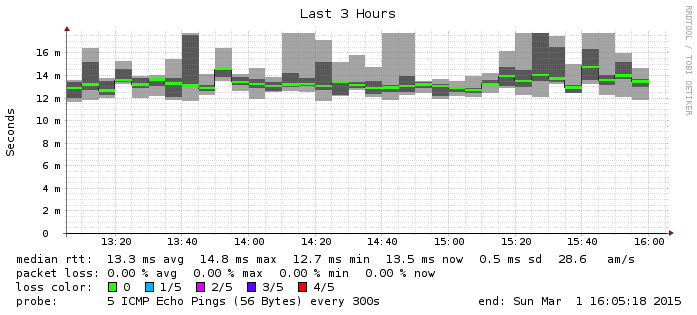 Last 3 Hours
RRDTOOL / TOBI OETIKER
Seconds
16 m
14 m
12 m
10 m
8 m
6 m
4 m
2 m
0
13:20 13:40 14:00 14:20 14:40 15:00 15:20 15:40 16:00
median rtt: 13.3 ms avg 14.8 ms max 12.7 ms min 13.5 ms now 0.5 ms sd 28.6 am/s
packet loss: 0.00 % avg 0.00 % max 0.00 % min 0.00 % now
loss color: 0 1/5 2/5 3/5 4/5
probe: 5 ICMP Echo Pings (56 Bytes) every 300s end: Sun Mar 1 16:05:18 2015